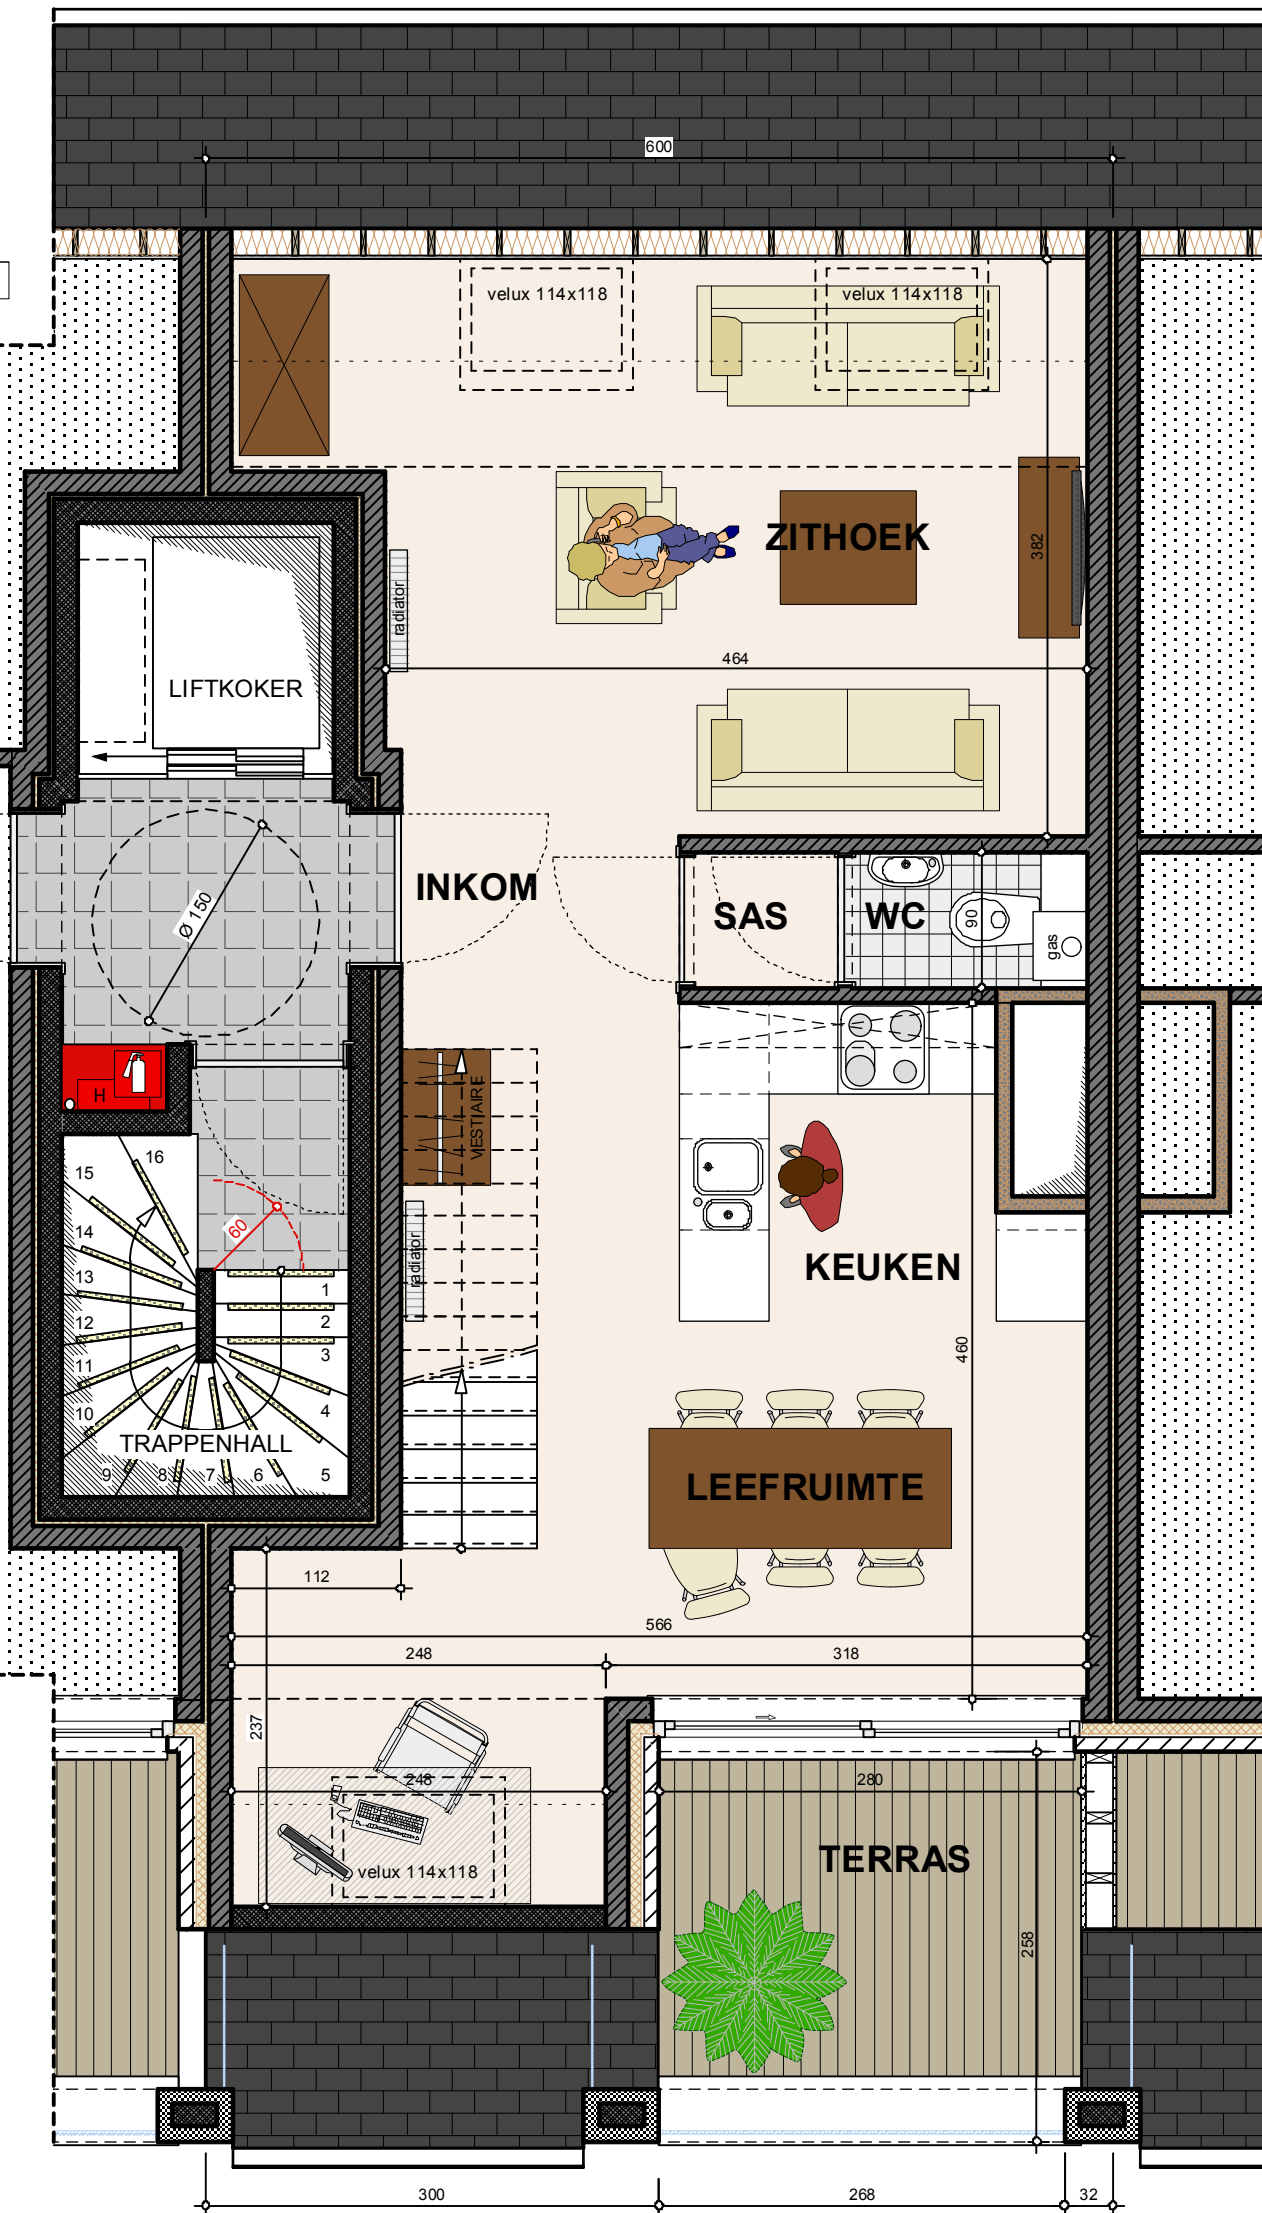 600
velux 114x118
velux 114x118
ZITHOEK
382
radiator
464
LIFTKOKER
INKOM
SAS
WC
90
gas
Ø 150
H
VESTIAIRE
16
15
14
13
12
11
10
9
8
7
6
5
4
3
2
1
60
radiator
KEUKEN
460
TRAPPENHALL
LEEFRUIMTE
112
566
248
318
237
248
280
velux 114x118
TERRAS
258
300
268
32